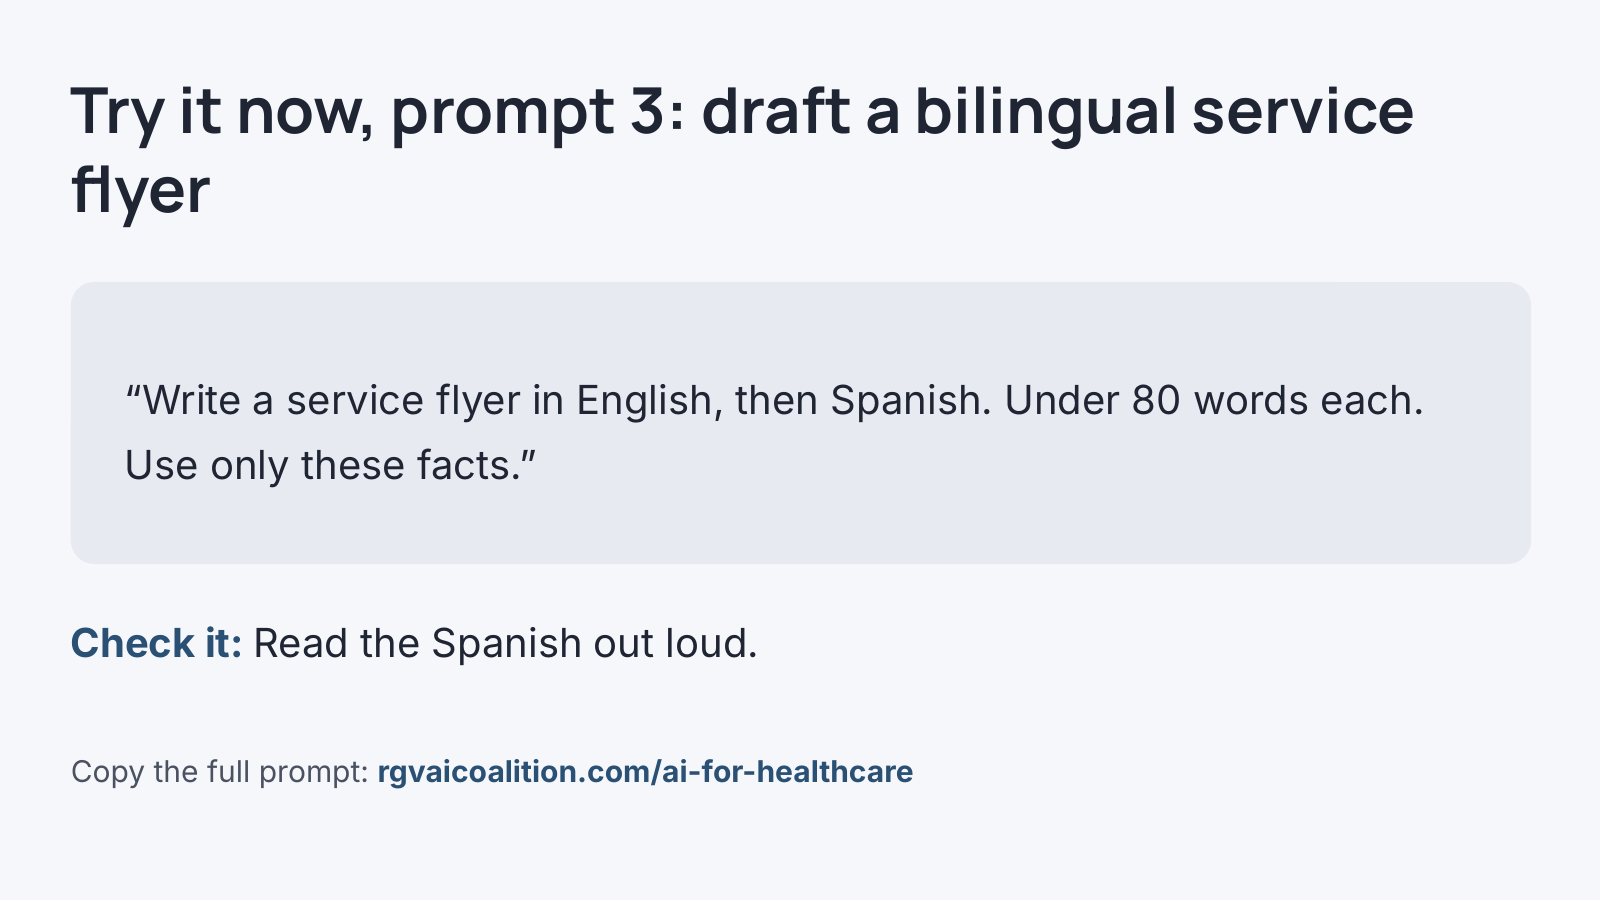 Try it now, prompt 3: draft a bilingual service
flyer
“Write a service flyer in English, then Spanish. Under 80 words each.
Use only these facts.”
Check it: Read the Spanish out loud.
Copy the full prompt: rgvaicoalition.com/ai-for-healthcare